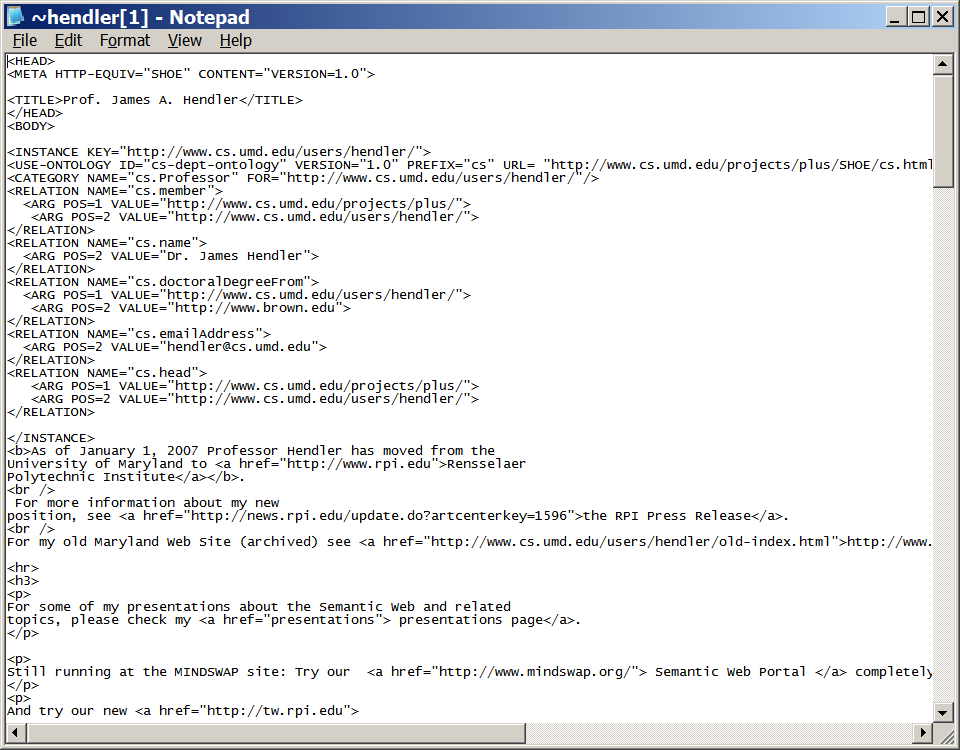 ~hendler[1] - Notepad
File Edit Format View Help
<HEAD>
<META HTTP-EQUIV="SHOE" CONTENT="VERSION=1.0">
<TITLE>Prof. James A. Hendler</TITLE>
</HEAD>
<BODY>
<INSTANCE KEY="http://www.cs.umd.edu/users/hendler/">
<USE-ONTOLOGY ID="cs-dept-ontology" VERSION="1.0" PREFIX="cs" URL= "http://www.cs.umd.edu/projects/plus/SHOE/cs.html
<CATEGORY NAME="cs.Professor" FOR="http://www.cs.umd.edu/users/hendler/"/>
<RELATION NAME="cs.member">
<ARG POS=1 VALUE="http://www.cs.umd.edu/projects/plus/">
<ARG POS=2 VALUE="http://www.cs.umd.edu/users/hendler/">
</RELATION>
<RELATION NAME="cs.name">
<ARG POS=2 VALUE="Dr. James Hendler">
</RELATION>
<RELATION NAME="cs.doctoralDegreeFrom">
<ARG POS=1 VALUE="http://www.cs.umd.edu/users/hendler/">
<ARG POS=2 VALUE="http://www.brown.edu">
</RELATION>
<RELATION NAME="cs.emailAddress">
<ARG POS=2 VALUE="hendler@cs.umd.edu">
</RELATION>
<RELATION NAME="cs.head">
<ARG POS=1 VALUE="http://www.cs.umd.edu/projects/plus/">
<ARG POS=2 VALUE="http://www.cs.umd.edu/users/hendler/">
</RELATION>
</INSTANCE>
<b>As of January 1, 2007 Professor Hendler has moved from the
University of Maryland to <a href="http://www.rpi.edu">Rensselaer
Polytechnic Institute</a></b>.
<br />
For more information about my new
position, see <a href="http://news.rpi.edu/update.do?artcenterkey=1596">the RPI Press Release</a>.
<br />
For my old Maryland Web Site (archived) see <a href="http://www.cs.umd.edu/users/hendler/old-index.html">http://www.
<hr>
<h3>
<p>
For some of my presentations about the Semantic Web and related
topics, please check my <a href="presentations"> presentations page</a>.
</p>
<p>
Still running at the MINDSWAP site: Try our <a href="http://www.mindswap.org/"> Semantic Web Portal </a> completely
</p>
<p>
And try our new <a href="http://tw.rpi.edu">